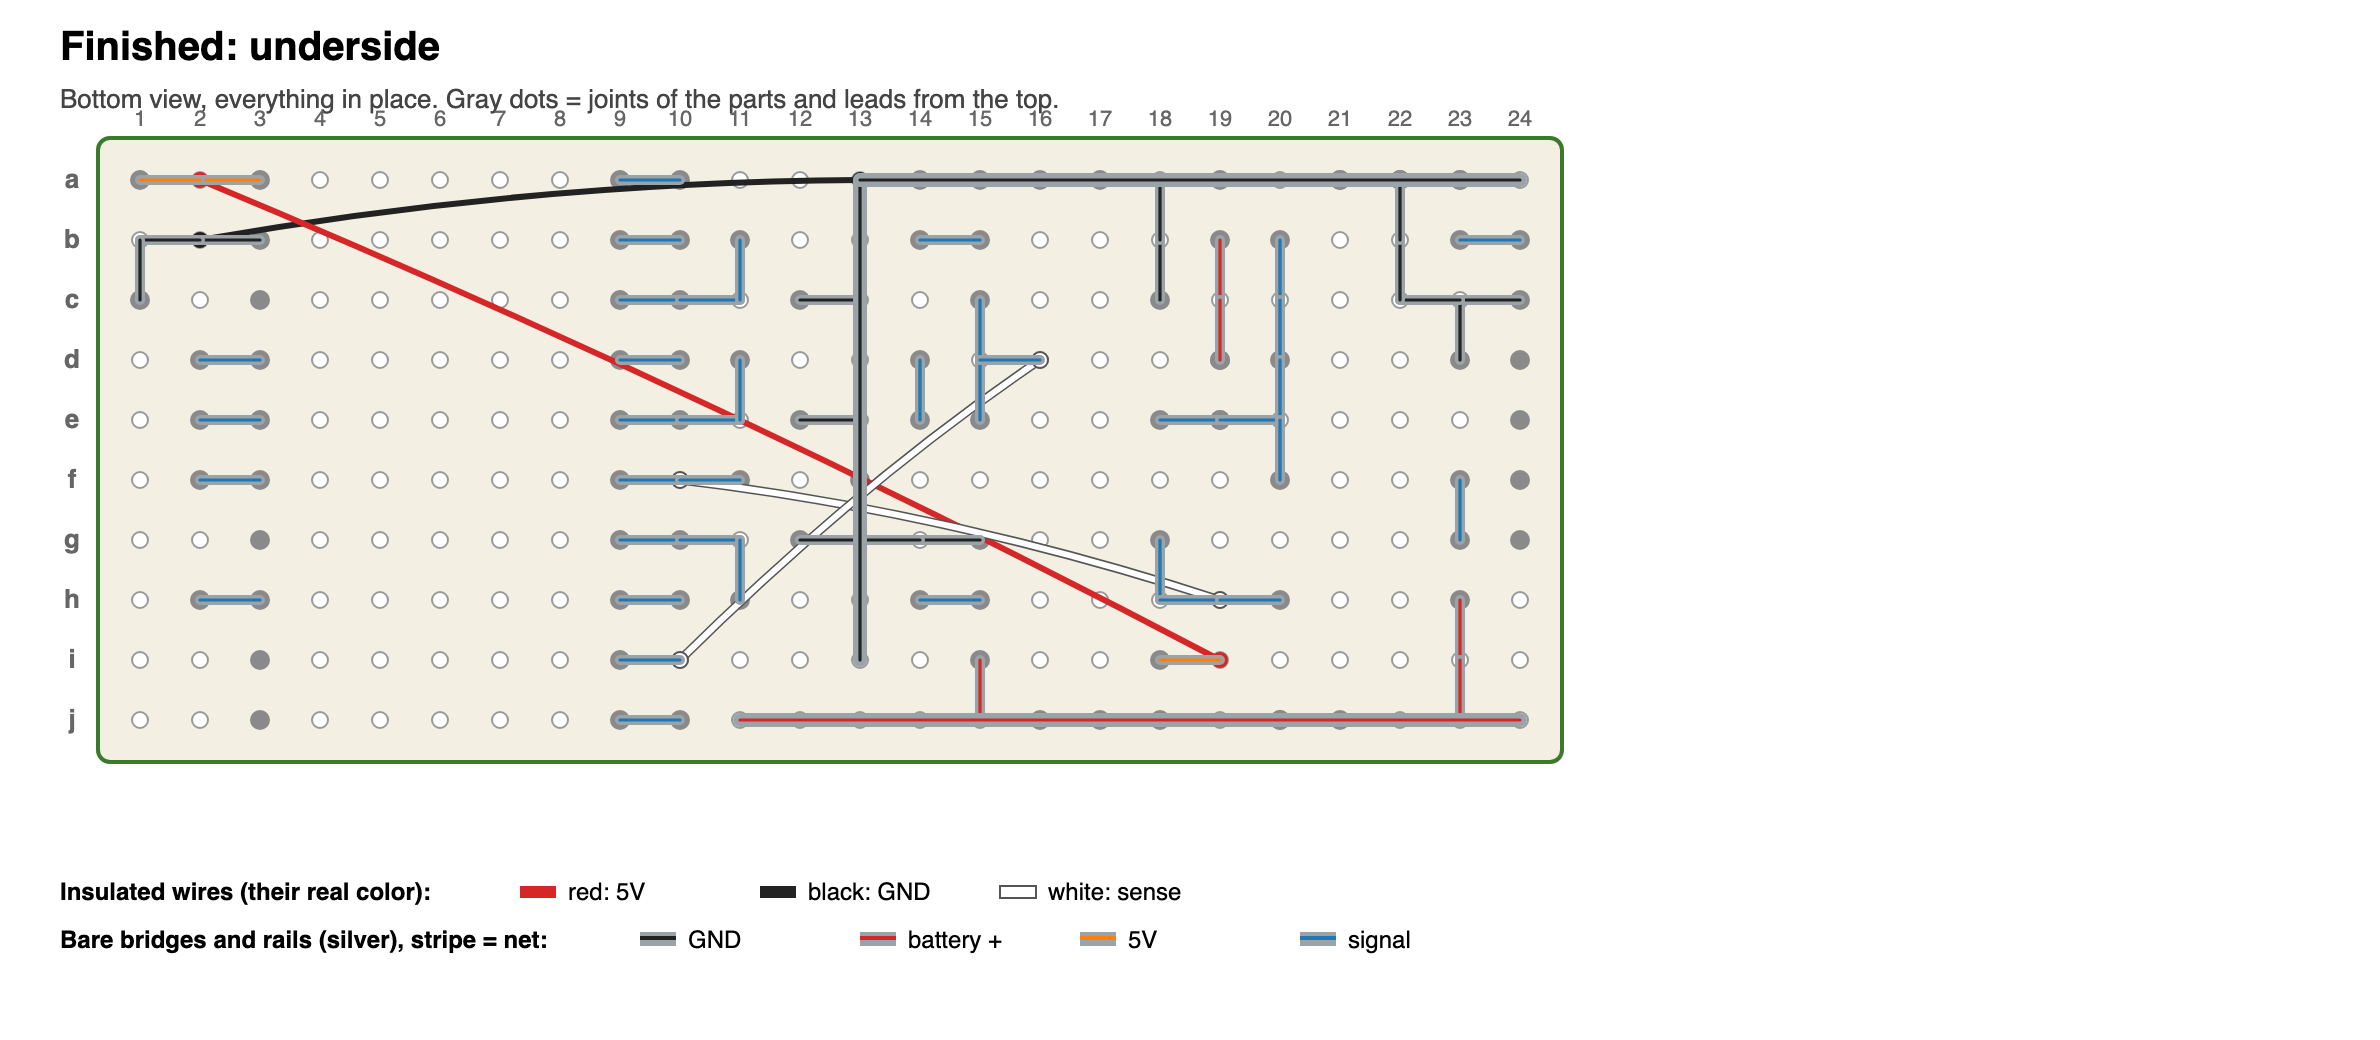 Finished: underside
Bottom view, everything in place. Gray dots = joints of the parts and leads from the top.
1 2 3 4 5 6 7 8 9 10 11 12 13 14 15 16 17 18 19 20 21 22 23 24
a
b
c
d
e
f
g
h
i
j
Insulated wires (their real color): red: 5V black: GND white: sense
Bare bridges and rails (silver), stripe = net: GND battery + 5V signal